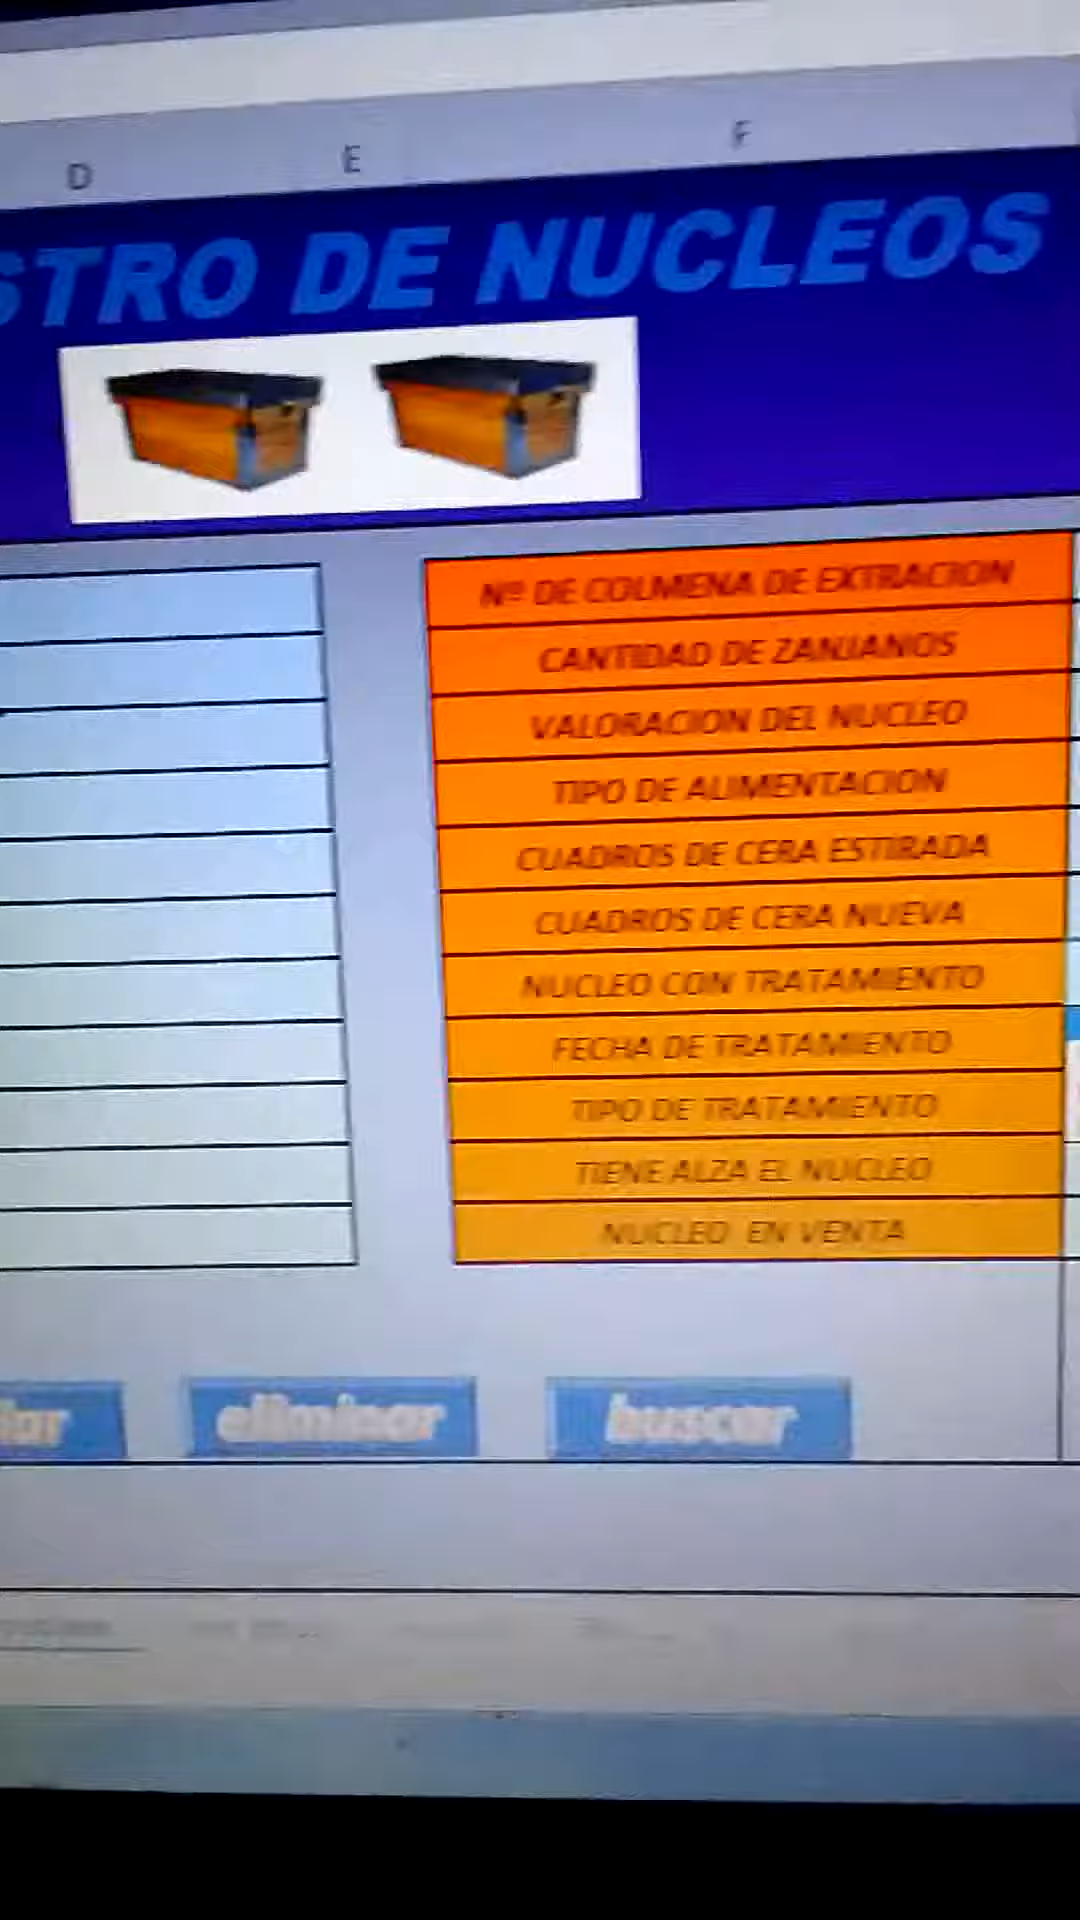 D E F
STRO DE NUCLEOS
Nº DE COLMENA DE EXTRACION
CANTIDAD DE ZANJANOS
VALORACION DEL NUCLEO
TIPO DE ALIMENTACION
CUADROS DE CERA ESTIRADA
CUADROS DE CERA NUEVA
NUCLEO CON TRATAMIENTO
FECHA DE TRATAMIENTO
TIPO DE TRATAMIENTO
TIENE ALZA EL NUCLEO
NUCLEO EN VENTA
eliminar
buscar